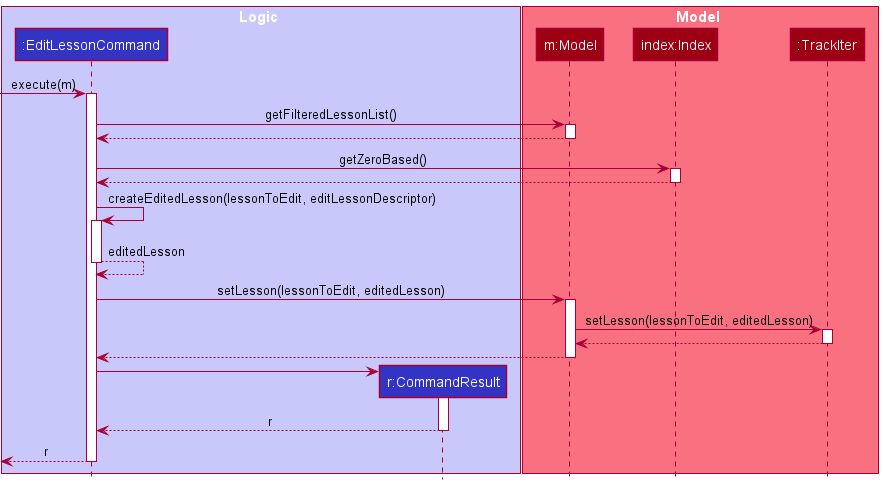 Logic
Model
:EditLessonCommand
m:Model
index:Index
:TrackIter
execute(m)
getFilteredLessonList()
getZeroBased()
createEditedLesson(lessonToEdit, editLessonDescriptor)
editedLesson
setLesson(lessonToEdit, editedLesson)
setLesson(lessonToEdit, editedLesson)
r:CommandResult
r
r